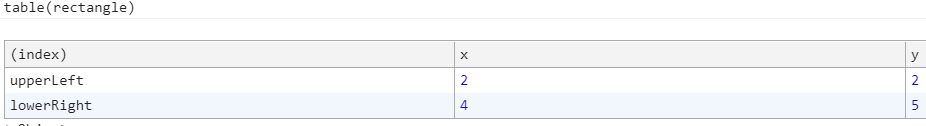 table(rectangle)
(index) x y
upperLeft 2 2
lowerRight 4 5